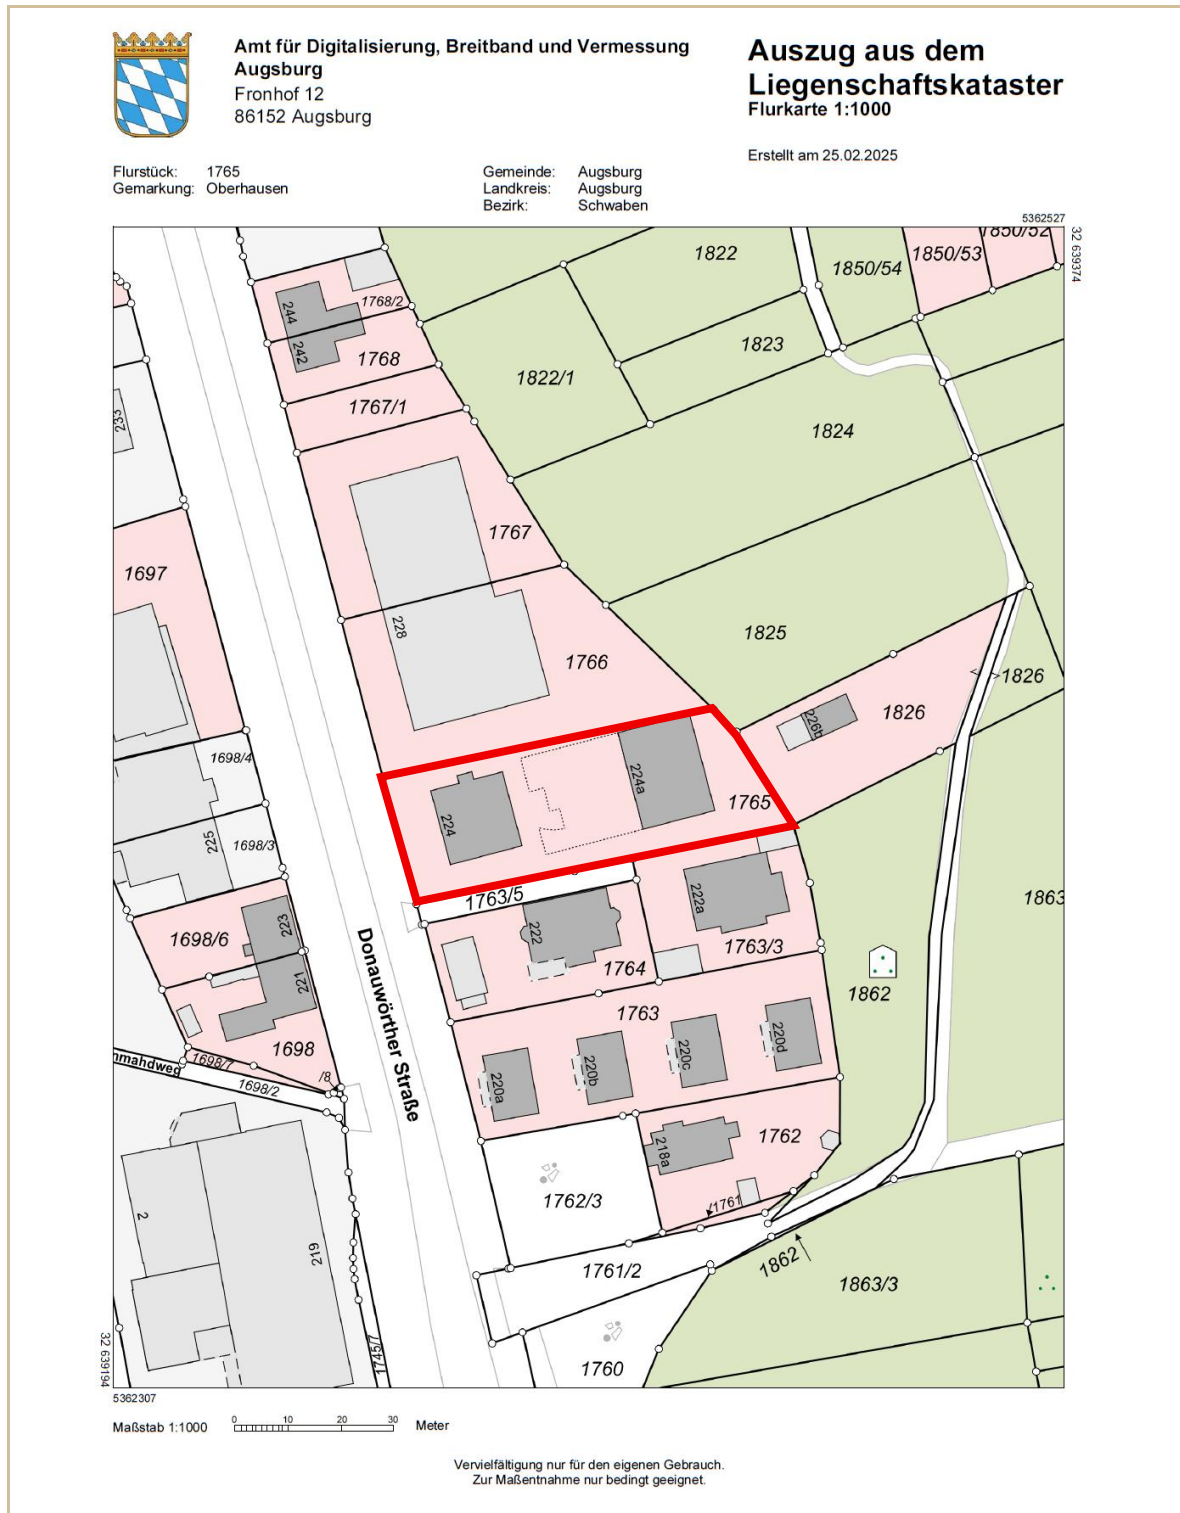 Amt für Digitalisierung, Breitband und Vermessung
Augsburg
Fronhof 12
86152 Augsburg
Auszug aus dem
Liegenschaftskataster
Flurkarte 1:1000
Erstellt am 25.02.2025
Flurstück: 1765
Gemarkung: Oberhausen
Gemeinde: Augsburg
Landkreis: Augsburg
Bezirk: Schwaben
5362527
32 639374
1850/52
1822
1850/53
1850/54
244
1768/2
242
1768
1823
1822/1
1767/1
233
1824
1767
1697
228
1825
1766
1826
1826
226b
1698/4
224a
1765
224
225
1698/3
1763/5
222a
1863
223
1698/6
222
1763/3
1764
221
1862
Donauwörther Straße
1763
220d
220c
220b
220a
1698
nmahdweg
1698/7
/8
1698/2
218a
1762
1762/3
1761
2
219
1761/2
1862
1863/3
1745/7
1760
32 639194
5362307
Maßstab 1:1000
0 10 20 30
Meter
Vervielfältigung nur für den eigenen Gebrauch.
Zur Maßentnahme nur bedingt geeignet.